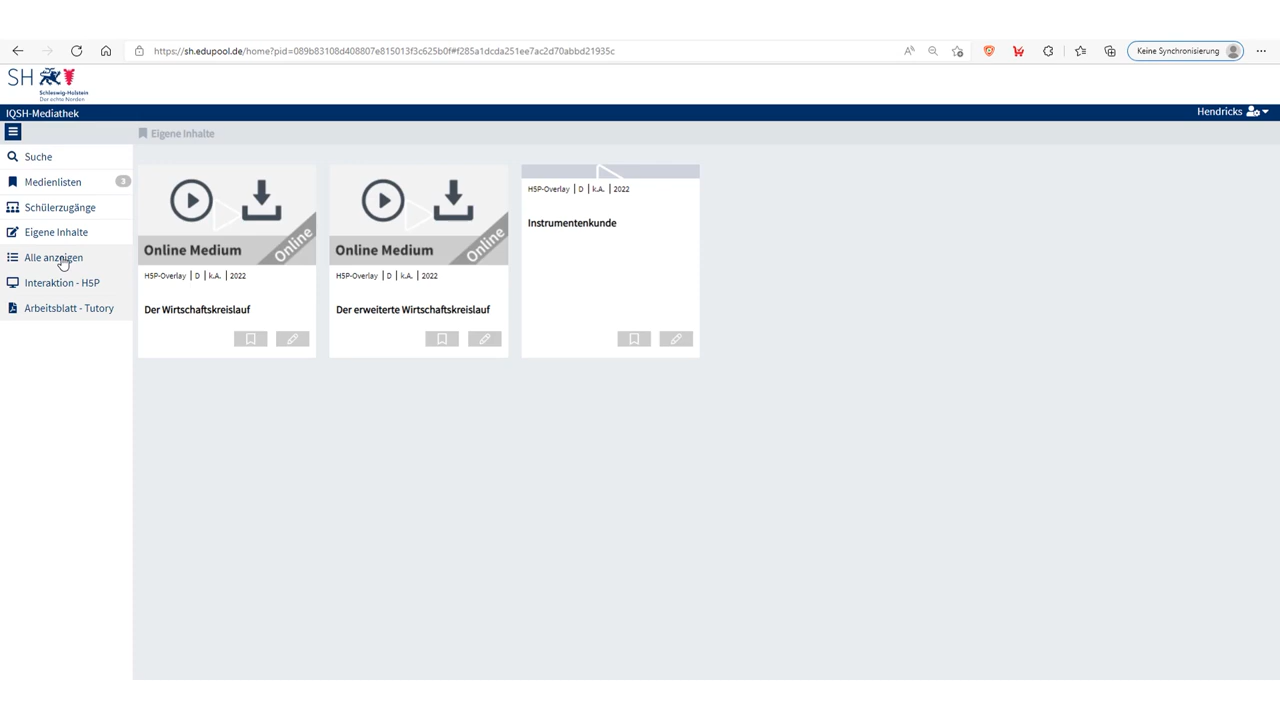 https://sh.edupool.de/home?pid=089b83108d408807e815013f3c625b0f#f285a1dcda251ee7ac2d70abbd21935c
Keine Synchronisierung
SH
Schleswig-Holstein
Der echte Norden
IQSH-Mediathek
Hendricks
Eigene Inhalte
Suche
Medienlisten 3
Schülerzugänge
Eigene Inhalte
Alle anzeigen
Interaktion - H5P
Arbeitsblatt - Tutory
Online Medium
Online
H5P-Overlay | D | k.A. | 2022
Der Wirtschaftskreislauf
Online Medium
Online
H5P-Overlay | D | k.A. | 2022
Der erweiterte Wirtschaftskreislauf
H5P-Overlay | D | k.A. | 2022
Instrumentenkunde